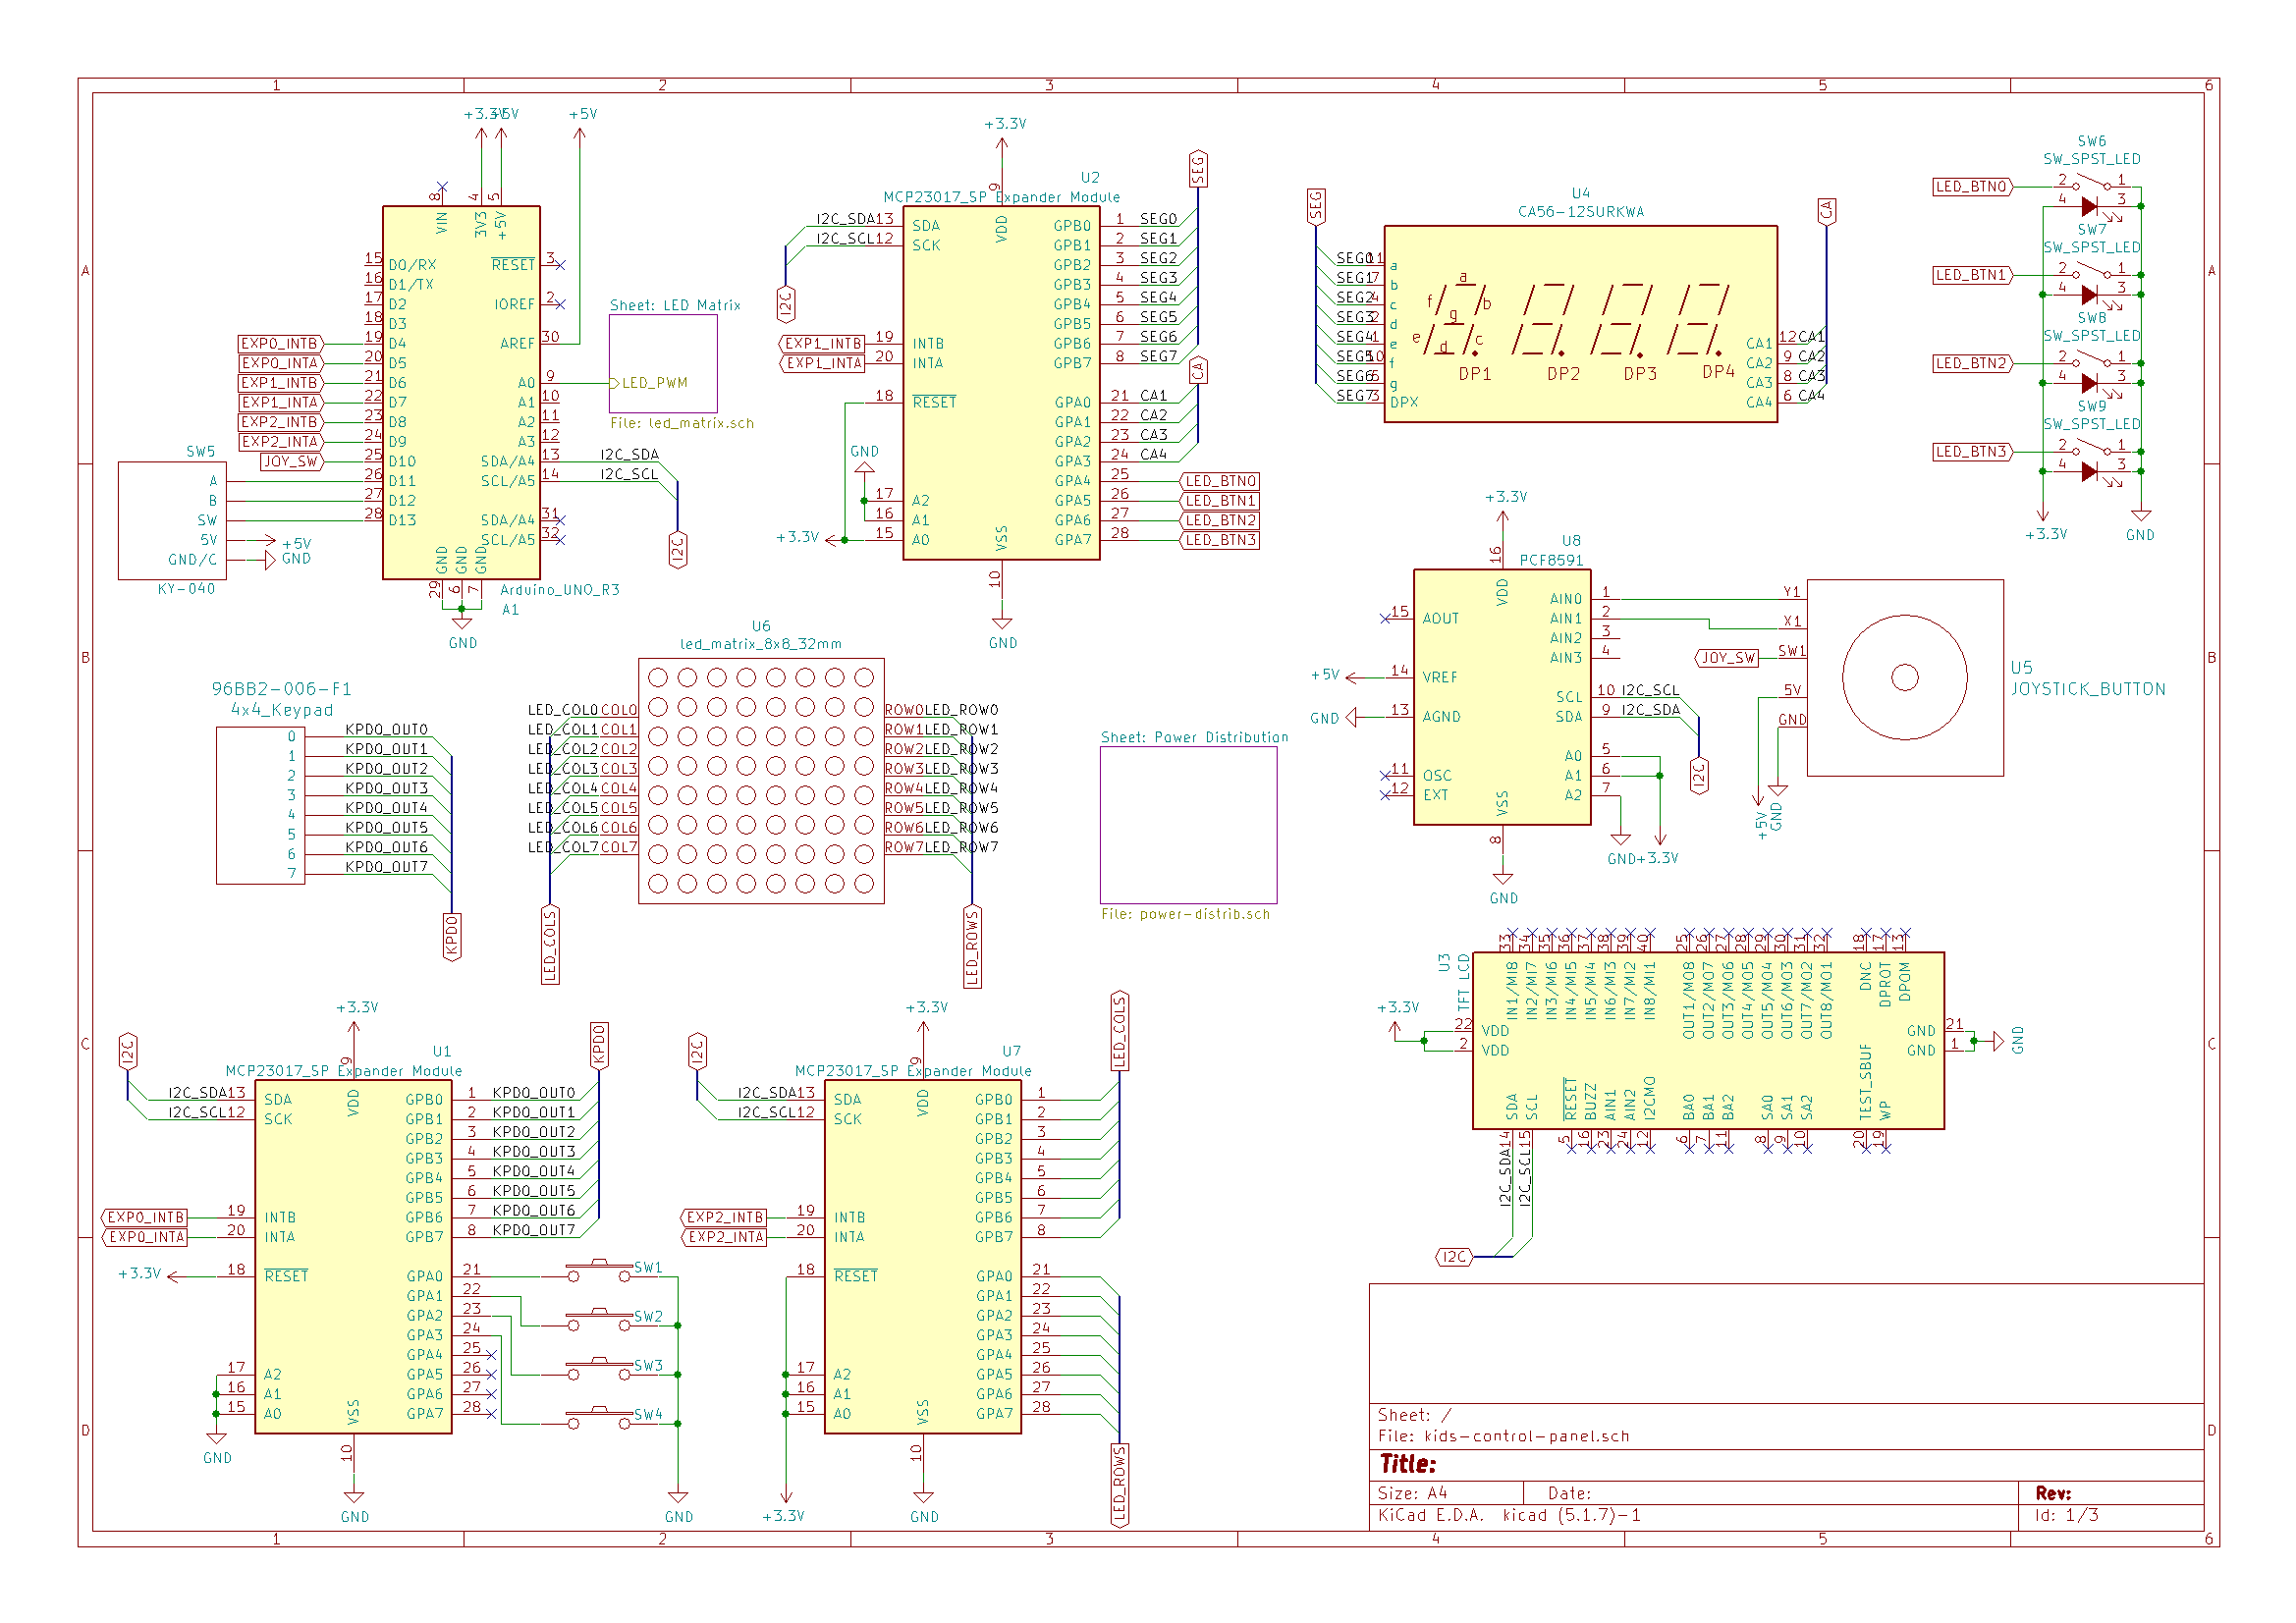 1 2 3 4 5 6
A
B
C
D
+3.3V
+5V
+5V
8 VIN
4 3V3
5 +5V
15 D0/RX
16 D1/TX
17 D2
18 D3
EXP0_INTB 19 D4
EXP0_INTA 20 D5
EXP1_INTB 21 D6
EXP1_INTA 22 D7
EXP2_INTB 23 D8
EXP2_INTA 24 D9
JOY_SW 25 D10
26 D11
27 D12
28 D13
RESET 3
IOREF 2
AREF 30
A0 9
A1 10
A2 11
A3 12
SDA/A4 13 I2C_SDA
SCL/A5 14 I2C_SCL
SDA/A4 31
SCL/A5 32
I2C
GND GND GND
29 6 7
GND
Arduino_UNO_R3
A1
SW5
A
B
SW
5V +5V
GND/C GND
KY-040
Sheet: LED Matrix
LED_PWM
File: led_matrix.sch
+3.3V
U2
MCP23017_SP Expander Module
9 VDD
I2C_SDA 13 SDA
I2C_SCL 12 SCK
I2C
EXP1_INTB 19 INTB
EXP1_INTA 20 INTA
18 RESET
GND
17 A2
16 A1
+3.3V 15 A0
VSS 10
GND
GPB0 1 SEG0
GPB1 2 SEG1
GPB2 3 SEG2
GPB3 4 SEG3
GPB4 5 SEG4
GPB5 6 SEG5
GPB6 7 SEG6
GPB7 8 SEG7
SEG
CA
GPA0 21 CA1
GPA1 22 CA2
GPA2 23 CA3
GPA3 24 CA4
GPA4 25 LED_BTN0
GPA5 26 LED_BTN1
GPA6 27 LED_BTN2
GPA7 28 LED_BTN3
U4
CA56-12SURKWA
SEG
SEG0 11 a
SEG1 7 b
SEG2 4 c
SEG3 2 d
SEG4 1 e
SEG5 10 f
SEG6 5 g
SEG7 3 DPX
a
f b
g
e c
d
DP1 DP2 DP3 DP4
CA
CA1 12 CA1
CA2 9 CA2
CA3 8 CA3
CA4 6 CA4
SW6
SW_SPST_LED
LED_BTN0 2 1
4 3
SW7
SW_SPST_LED
LED_BTN1 2 1
4 3
SW8
SW_SPST_LED
LED_BTN2 2 1
4 3
SW9
SW_SPST_LED
LED_BTN3 2 1
4 3
+3.3V GND
+3.3V
U8
PCF8591
16 VDD
15 AOUT
+5V 14 VREF
GND 13 AGND
11 OSC
12 EXT
VSS 8
GND
AIN0 1
AIN1 2
AIN2 3
AIN3 4
SCL 10 I2C_SCL
SDA 9 I2C_SDA
A0 5
A1 6
A2 7
I2C
GND +3.3V
Y1
X1
JOY_SW SW1
5V
GND
+5V
GND
U5
JOYSTICK_BUTTON
96BB2-006-F1
4x4_Keypad
0 KPD0_OUT0
1 KPD0_OUT1
2 KPD0_OUT2
3 KPD0_OUT3
4 KPD0_OUT4
5 KPD0_OUT5
6 KPD0_OUT6
7 KPD0_OUT7
KPD0
U6
led_matrix_8x8_32mm
LED_COL0 COL0 ROW0 LED_ROW0
LED_COL1 COL1 ROW1 LED_ROW1
LED_COL2 COL2 ROW2 LED_ROW2
LED_COL3 COL3 ROW3 LED_ROW3
LED_COL4 COL4 ROW4 LED_ROW4
LED_COL5 COL5 ROW5 LED_ROW5
LED_COL6 COL6 ROW6 LED_ROW6
LED_COL7 COL7 ROW7 LED_ROW7
LED_COLS
LED_ROWS
Sheet: Power Distribution
File: power-distrib.sch
+3.3V
U1
MCP23017_SP Expander Module
I2C
9 VDD
I2C_SDA 13 SDA
I2C_SCL 12 SCK
EXP0_INTB 19 INTB
EXP0_INTA 20 INTA
+3.3V 18 RESET
17 A2
16 A1
15 A0
GND
VSS 10
GND
KPD0
GPB0 1 KPD0_OUT0
GPB1 2 KPD0_OUT1
GPB2 3 KPD0_OUT2
GPB3 4 KPD0_OUT3
GPB4 5 KPD0_OUT4
GPB5 6 KPD0_OUT5
GPB6 7 KPD0_OUT6
GPB7 8 KPD0_OUT7
GPA0 21 SW1
GPA1 22 SW2
GPA2 23 SW3
GPA3 24 SW4
GPA4 25
GPA5 26
GPA6 27
GPA7 28
GND
+3.3V
U7
MCP23017_SP Expander Module
I2C
9 VDD
I2C_SDA 13 SDA
I2C_SCL 12 SCK
EXP2_INTB 19 INTB
EXP2_INTA 20 INTA
18 RESET
17 A2
16 A1
15 A0
+3.3V
VSS 10
GND
LED_COLS
GPB0 1
GPB1 2
GPB2 3
GPB3 4
GPB4 5
GPB5 6
GPB6 7
GPB7 8
GPA0 21
GPA1 22
GPA2 23
GPA3 24
GPA4 25
GPA5 26
GPA6 27
GPA7 28
LED_ROWS
U3
TFT LCD
33 IN1/MI8
34 IN2/MI7
35 IN3/MI6
36 IN4/MI5
37 IN5/MI4
38 IN6/MI3
39 IN7/MI2
40 IN8/MI1
25 OUT1/MO8
26 OUT2/MO7
27 OUT3/MO6
28 OUT4/MO5
29 OUT5/MO4
30 OUT6/MO3
31 OUT7/MO2
32 OUT8/MO1
18 DNC
17 DPROT
13 DPOM
+3.3V
22 VDD
2 VDD
GND 21
GND 1
GND
SDA 14 I2C_SDA
SCL 15 I2C_SCL
RESET 5
BUZZ 16
AIN1 23
AIN2 24
I2CMO 12
BA0 6
BA1 7
BA2 11
SA0 8
SA1 9
SA2 10
TEST_SBUF 20
WP 19
I2C
Sheet: /
File: kids-control-panel.sch
Title:
Size: A4 Date: Rev:
KiCad E.D.A. kicad (5.1.7)-1 Id: 1/3
1 2 3 4 5 6
A
B
C
D